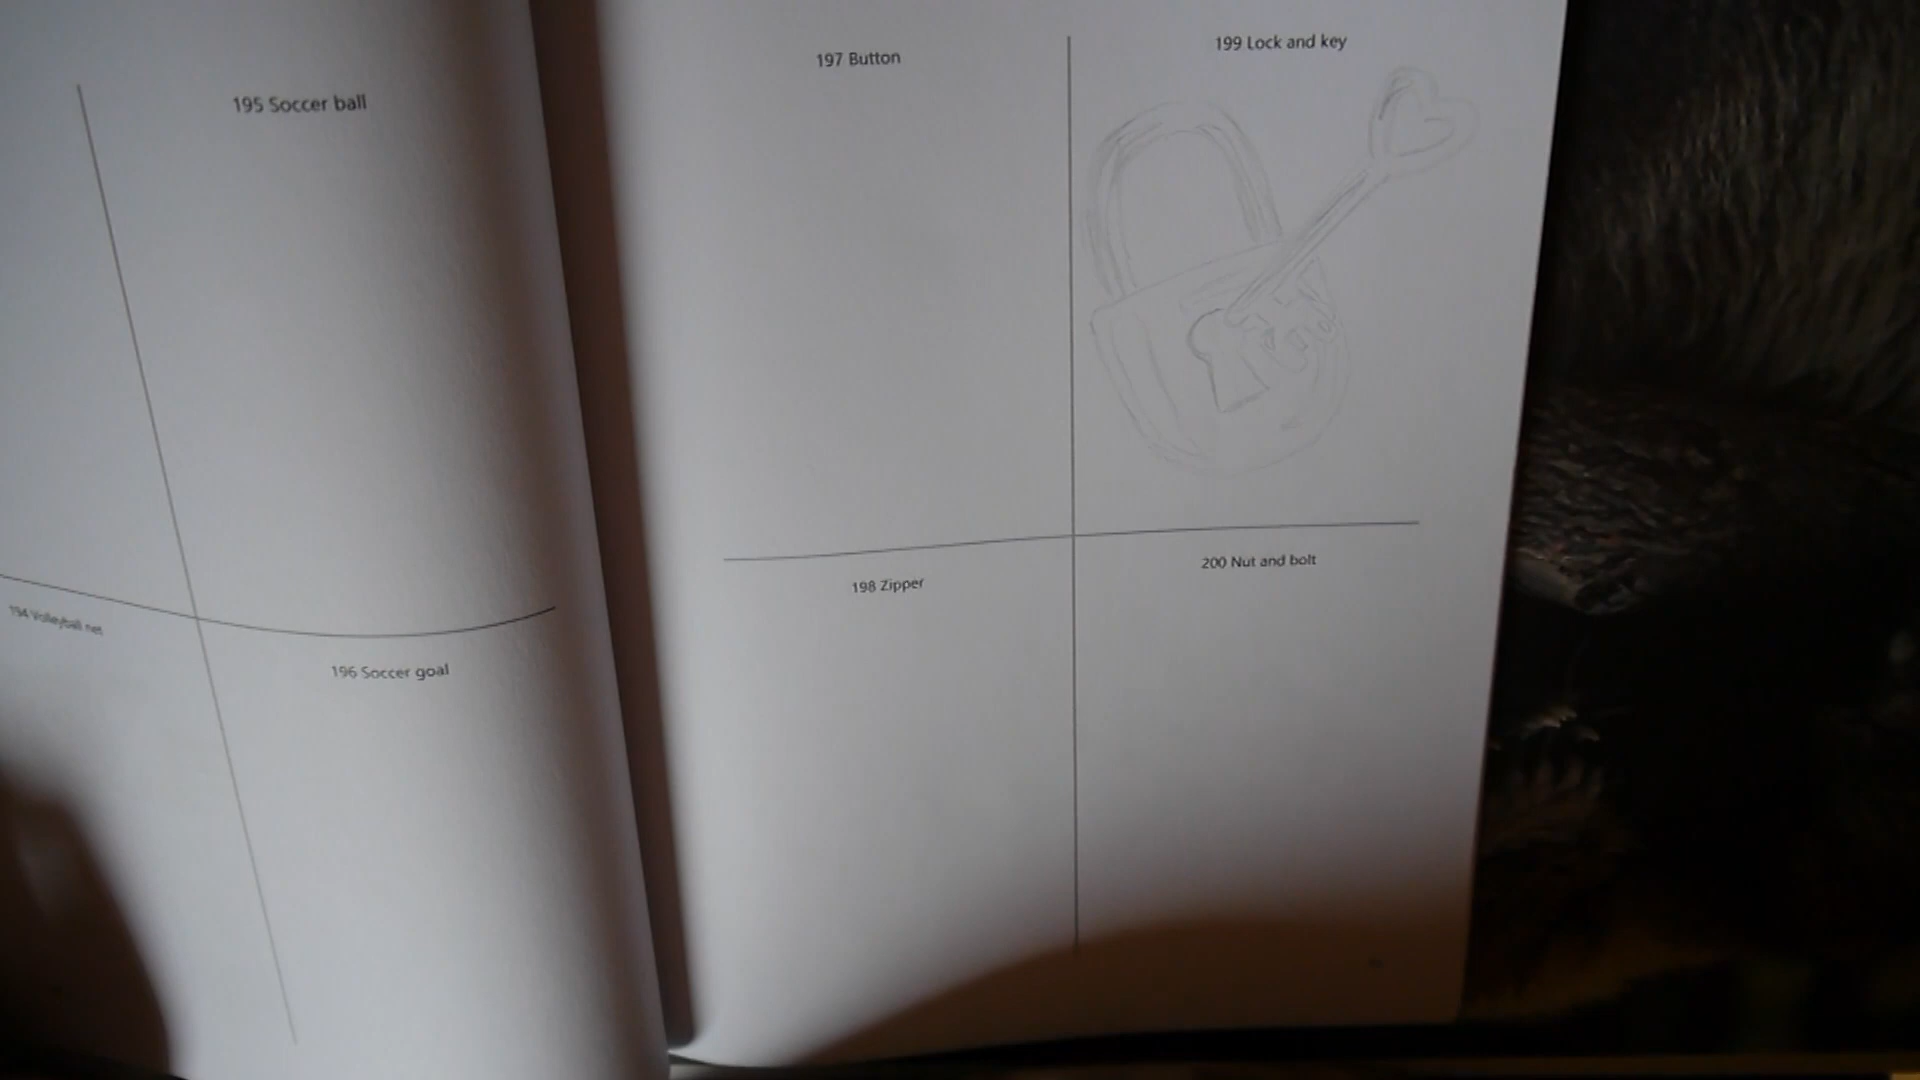 195 Soccer ball
194 Volleyball net
196 Soccer goal
197 Button
199 Lock and key
198 Zipper
200 Nut and bolt